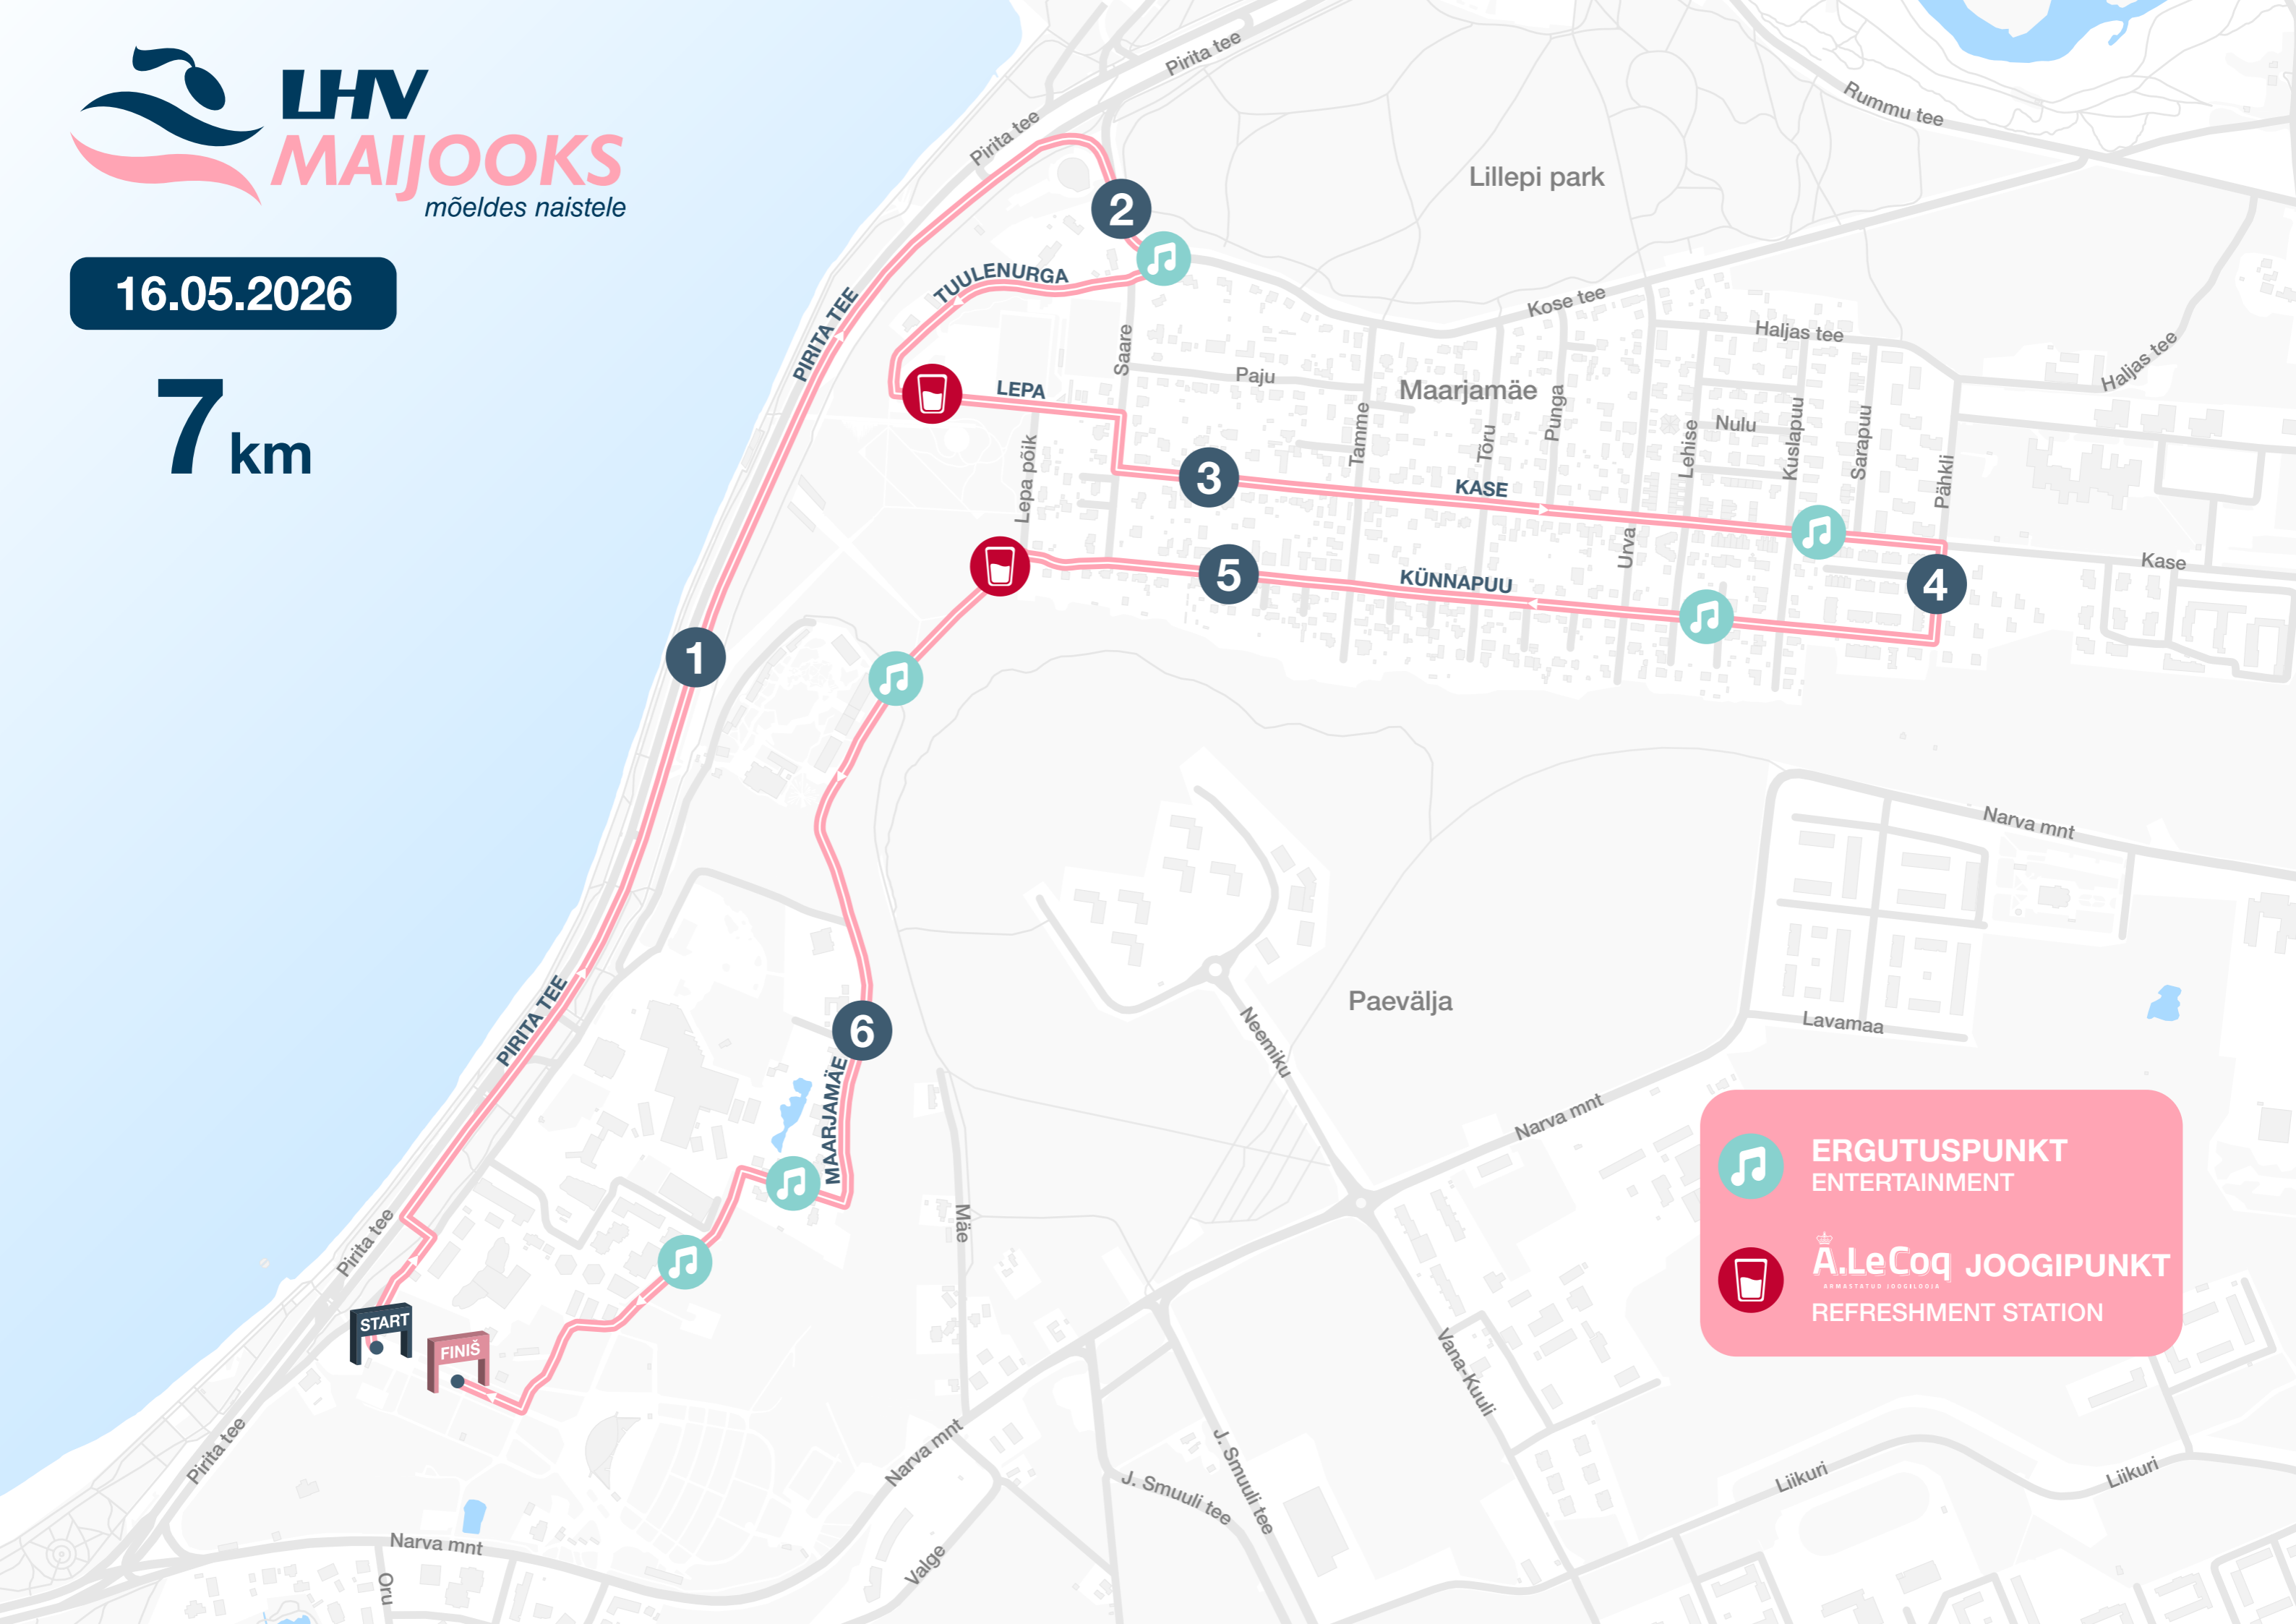 LHV
MAIJOOKS
mõeldes naistele
16.05.2026
7 km
Pirita tee
Pirita tee
Rummu tee
Lillepi park
2
TUULENURGA
PIRITA TEE
Kose tee
Haljas tee
Haljas tee
Saare
Paju
Maarjamäe
LEPA
Lepa põik
Tamme
Tõru
Punga
Lehise
Nulu
Kuslapuu
Sarapuu
Pähkli
3
KASE
Urva
Kase
5
KÜNNAPUU
4
1
PIRITA TEE
Narva mnt
Paevälja
Neemiku
Lavamaa
6
MAARJAMÄE
Mäe
Narva mnt
Pirita tee
START
FINIŠ
ERGUTUSPUNKT
ENTERTAINMENT
A.LeCoq JOOGIPUNKT
ARMASTATUD JOOGILOOJA
REFRESHMENT STATION
Vana-Kuuli
Pirita tee
Narva mnt
J. Smuuli tee
J. Smuuli tee
Liikuri
Liikuri
Narva mnt
Oru
Valge